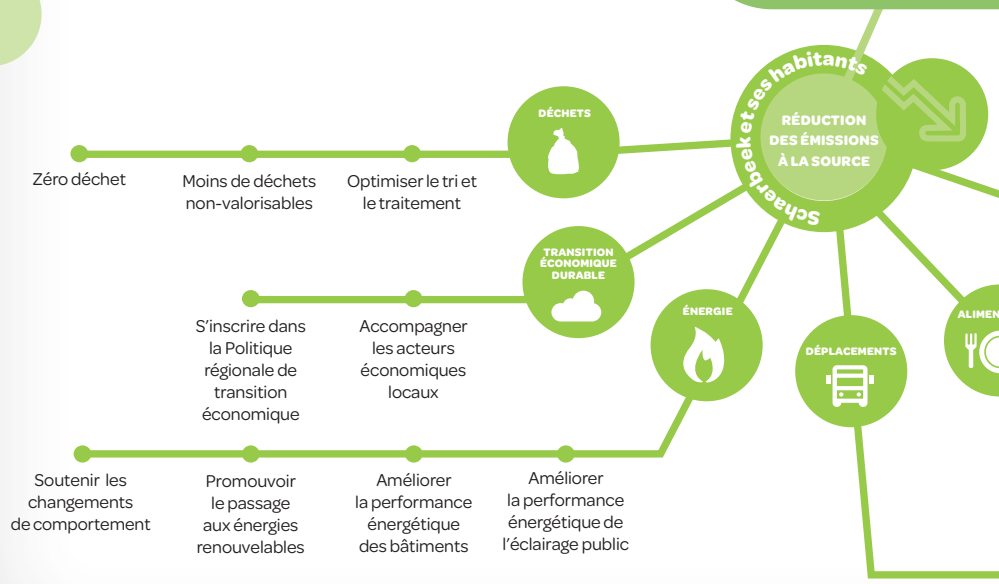 Schaerbeek et ses habitants
RÉDUCTION
DES ÉMISSIONS
À LA SOURCE
DÉCHETS
Zéro déchet
Moins de déchets
non-valorisables
Optimiser le tri et
le traitement
TRANSITION
ÉCONOMIQUE
DURABLE
S’inscrire dans
la Politique
régionale de
transition
économique
Accompagner
les acteurs
économiques
locaux
ÉNERGIE
Soutenir les
changements
de comportement
Promouvoir
le passage
aux énergies
renouvelables
Améliorer
la performance
énergétique
des bâtiments
Améliorer
la performance
énergétique de
l’éclairage public
DÉPLACEMENTS